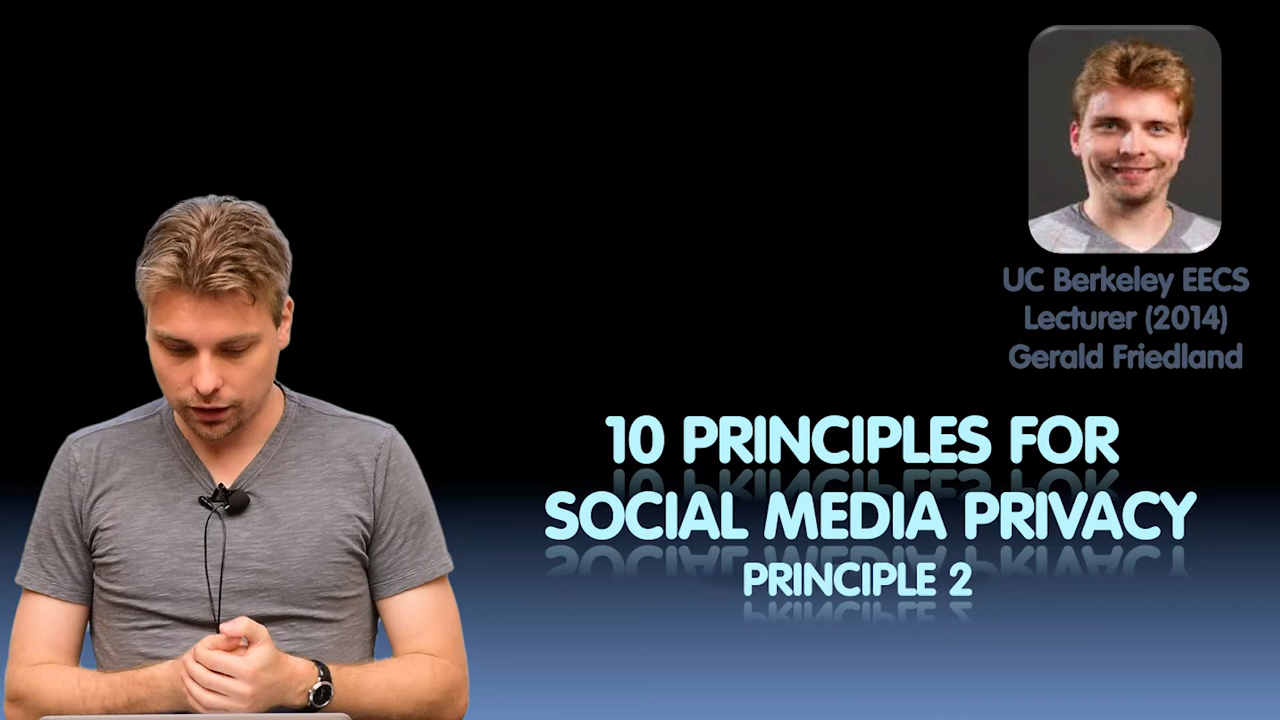 UC Berkeley EECS
Lecturer (2014)
Gerald Friedland
10 PRINCIPLES FOR
SOCIAL MEDIA PRIVACY
PRINCIPLE 2